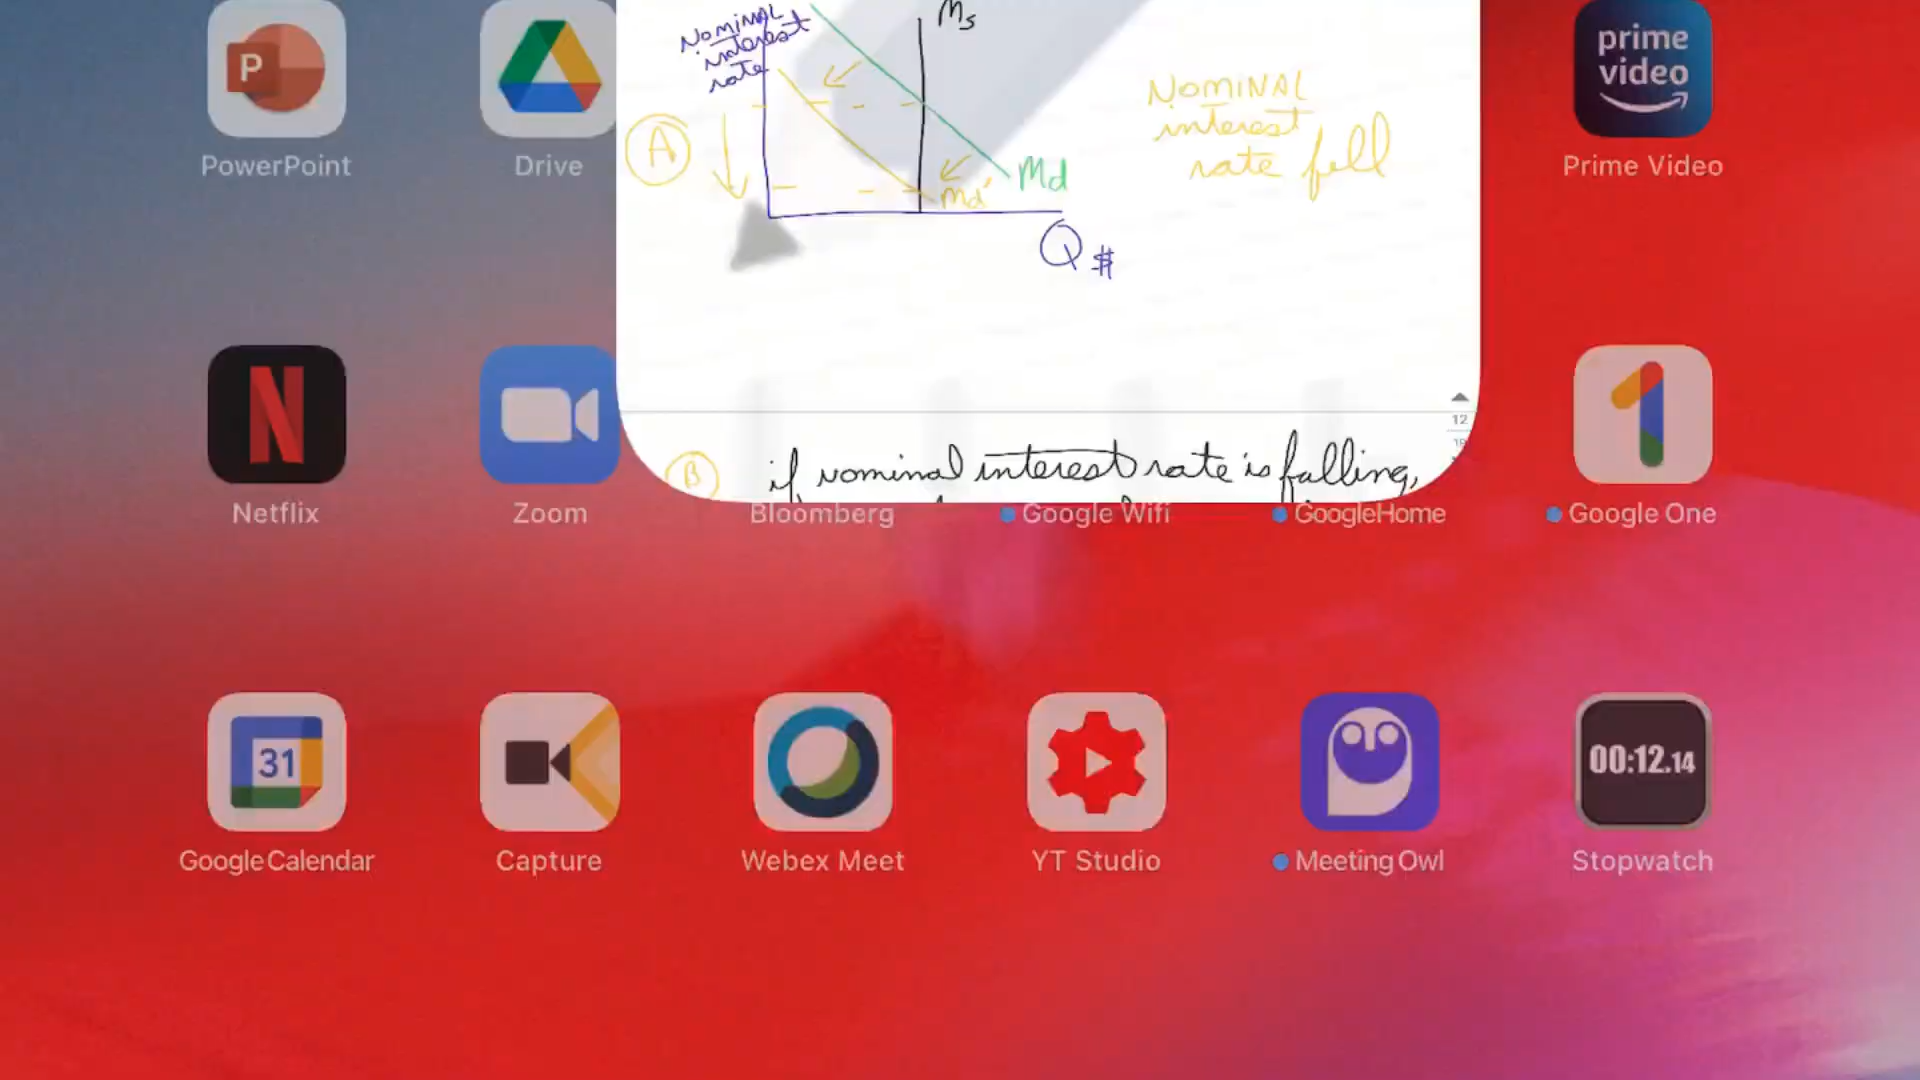 Nominal
interest
rate
Ms
A
Md'
Md
Q $
Nominal
interest
rate fell
12
B
if nominal interest rate is falling,
P
PowerPoint
Drive
prime
video
Prime Video
N
Netflix
Zoom
Bloomberg
Google Wifi
GoogleHome
1
Google One
31
Google Calendar
Capture
Webex Meet
YT Studio
Meeting Owl
00:12.14
Stopwatch